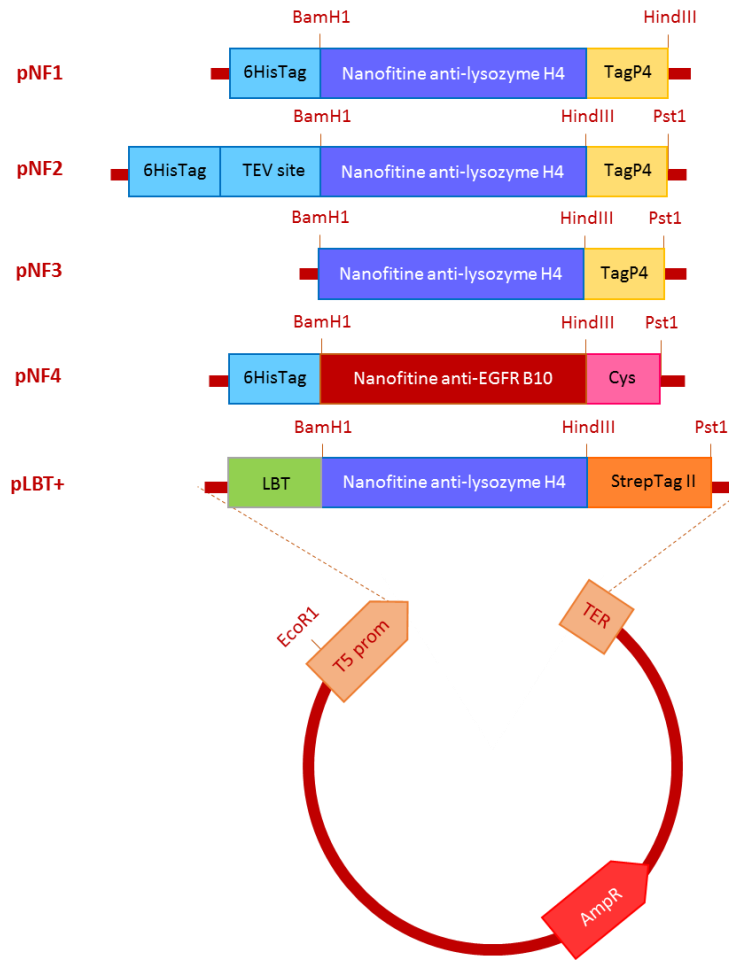 BamH1 HindIII
pNF1 6HisTag Nanofitine anti-lysozyme H4 TagP4
BamH1 HindIII Pst1
pNF2 6HisTag TEV site Nanofitine anti-lysozyme H4 TagP4
BamH1 HindIII Pst1
pNF3 Nanofitine anti-lysozyme H4 TagP4
BamH1 HindIII Pst1
pNF4 6HisTag Nanofitine anti-EGFR B10 Cys
BamH1 HindIII Pst1
pLBT+ LBT Nanofitine anti-lysozyme H4 StrepTag II
EcoR1 T5 prom TER
AmpR